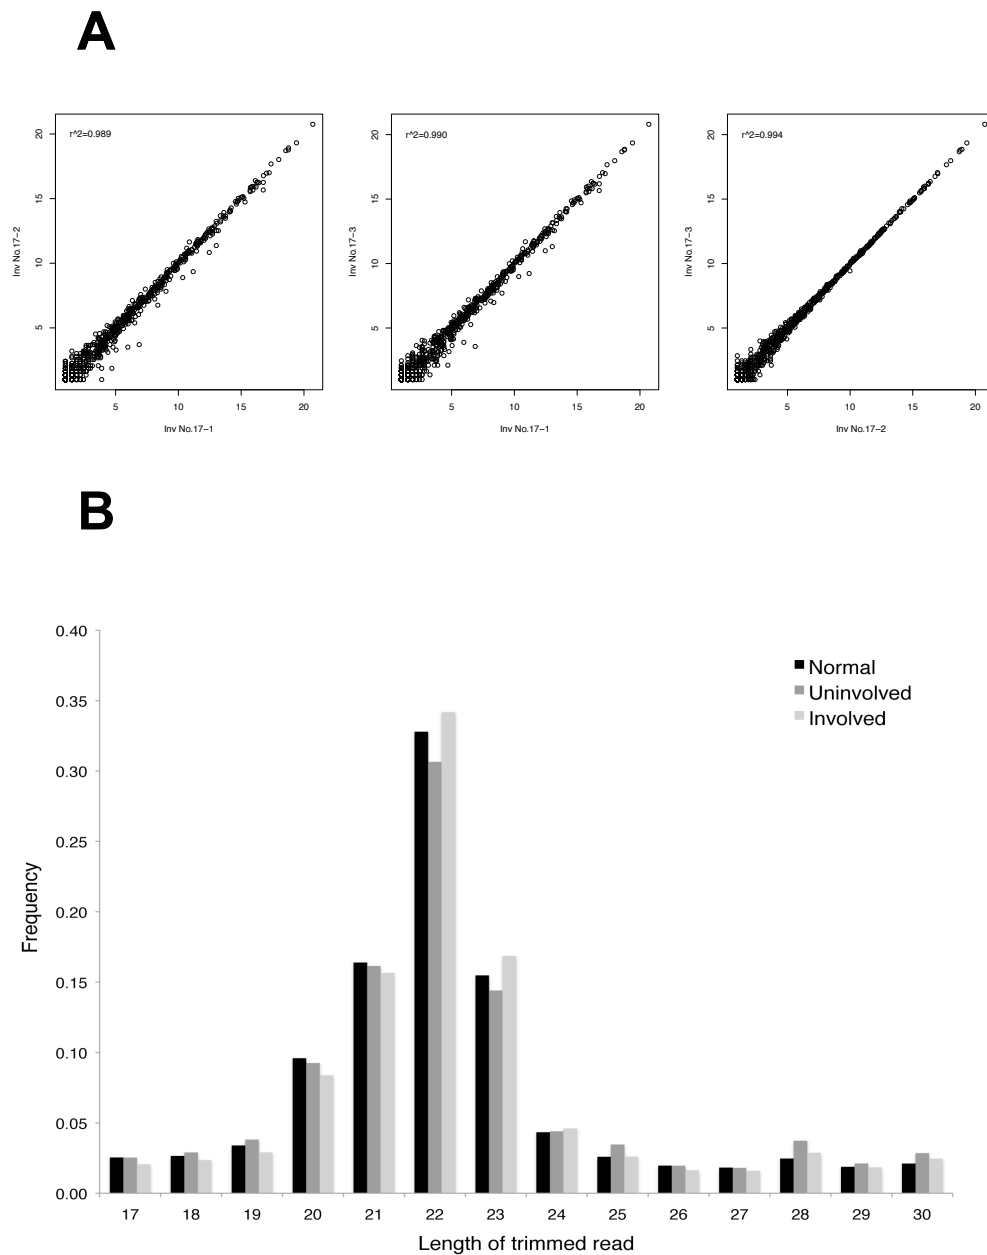 A
r^2=0.989
20
15
10
5
Inv No.17-2
5 10 15 20
Inv No.17-1
r^2=0.990
20
15
10
5
Inv No.17-3
5 10 15 20
Inv No.17-1
r^2=0.994
20
15
10
5
Inv No.17-3
5 10 15 20
Inv No.17-2
B
0.40
0.35
0.30
0.25
0.20
0.15
0.10
0.05
0.00
Frequency
Normal
Uninvolved
Involved
17 18 19 20 21 22 23 24 25 26 27 28 29 30
Length of trimmed read